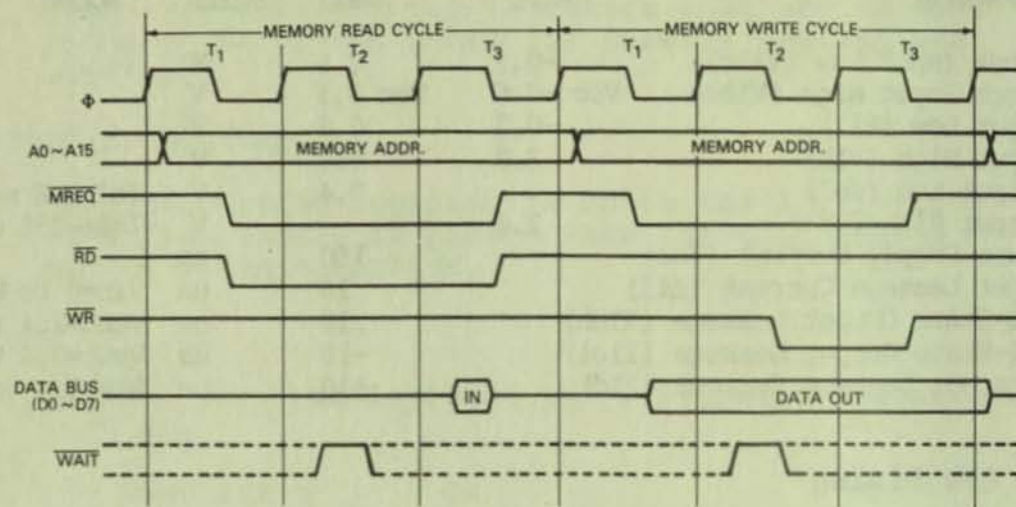 MEMORY READ CYCLE MEMORY WRITE CYCLE
T1 T2 T3 T1 T2 T3
Φ
A0~A15 MEMORY ADDR. MEMORY ADDR.
MREQ
RD
WR
DATA BUS
(D0~D7) IN DATA OUT
WAIT